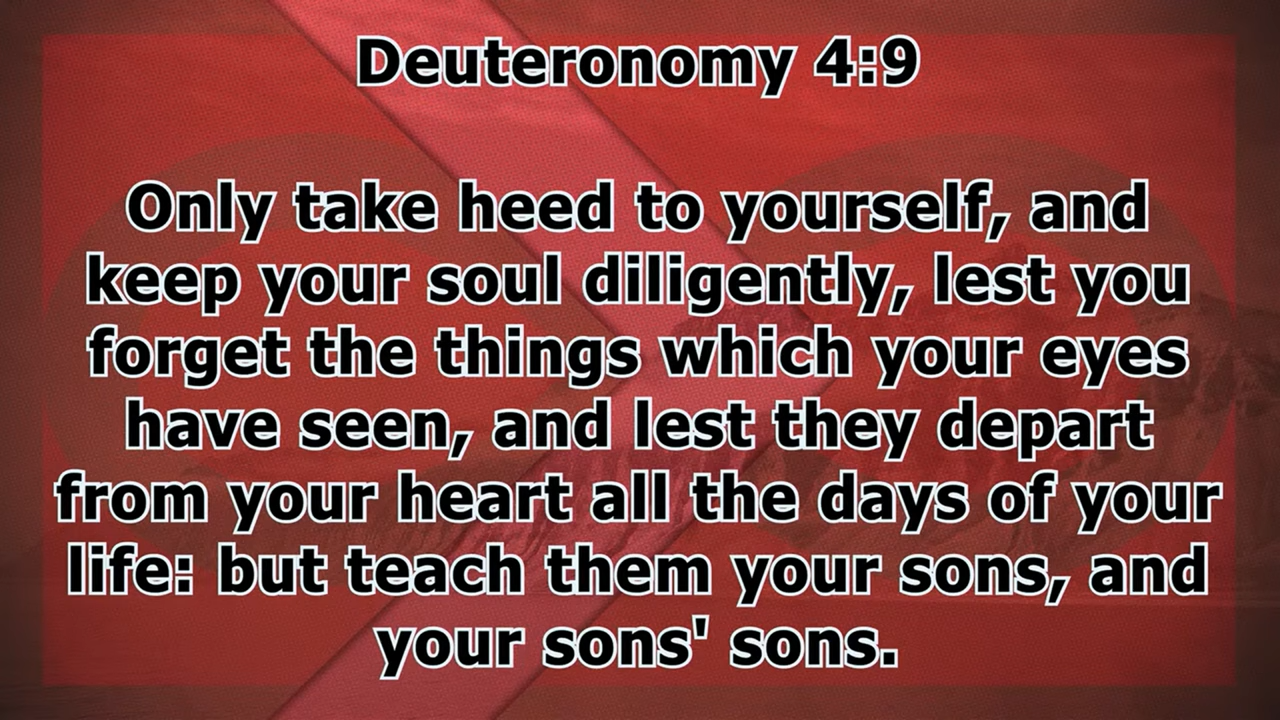 Deuteronomy 4:9
Only take heed to yourself, and
keep your soul diligently, lest you
forget the things which your eyes
have seen, and lest they depart
from your heart all the days of your
life: but teach them your sons, and
your sons' sons.